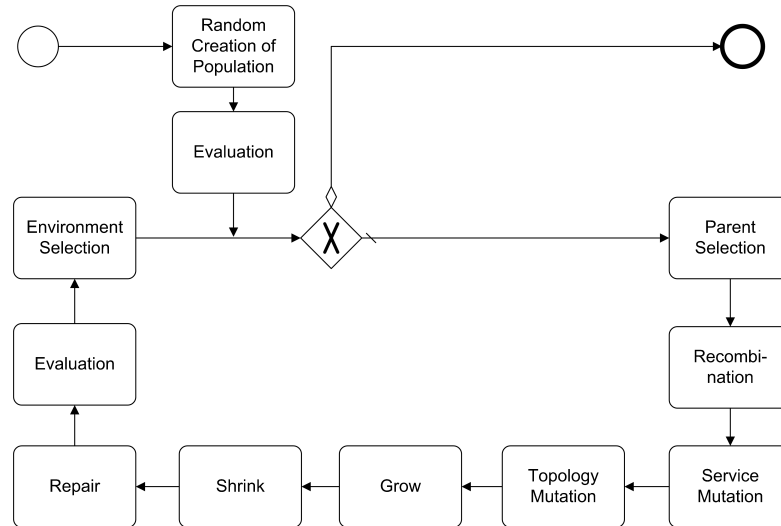 Random
Creation of
Population
Evaluation
Environment
Selection
X
Parent
Selection
Evaluation
Recombi-
nation
Repair
Shrink
Grow
Topology
Mutation
Service
Mutation